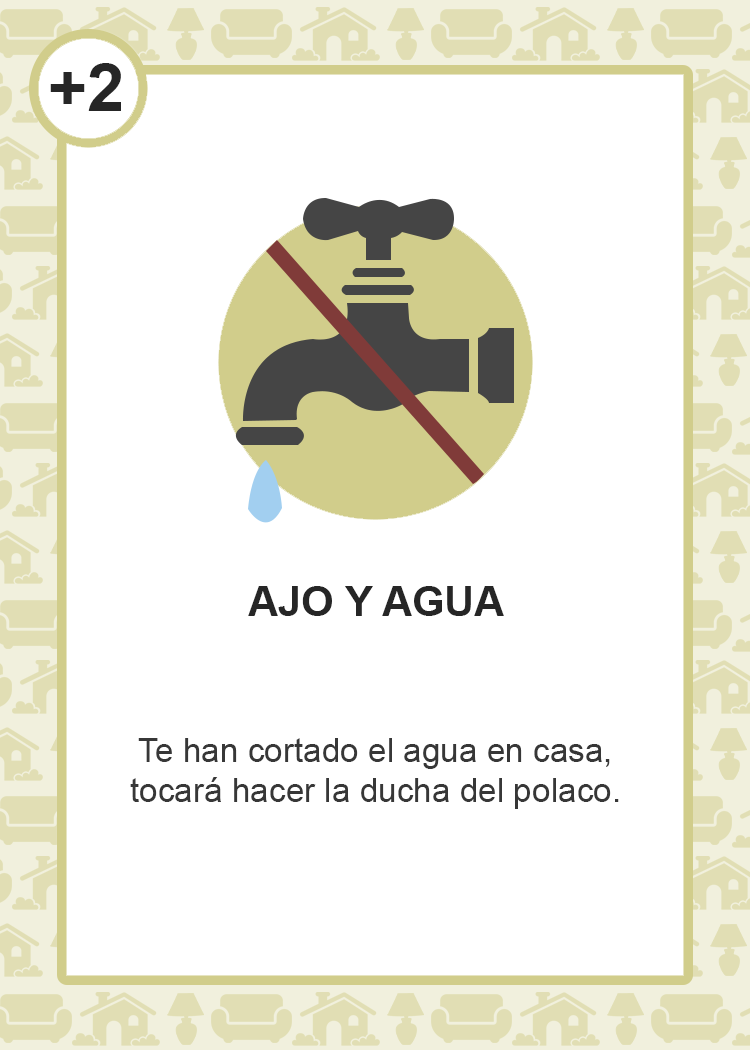 +2
AJO Y AGUA
Te han cortado el agua en casa,
tocará hacer la ducha del polaco.